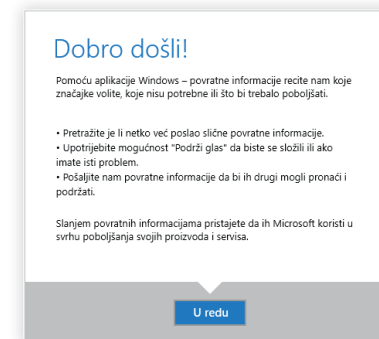 Dobro došli!
Pomoću aplikacije Windows – povratne informacije recite nam koje
značajke volite, koje nisu potrebne ili što bi trebalo poboljšati.
• Pretražite je li netko već poslao slične povratne informacije.
• Upotrijebite mogućnost "Podrži glas" da biste se složili ili ako
imate isti problem.
• Pošaljite nam povratne informacije da bi ih drugi mogli pronaći i
podržati.
Slanjem povratnih informacijama pristajete da ih Microsoft koristi u
svrhu poboljšanja svojih proizvoda i servisa.
U redu